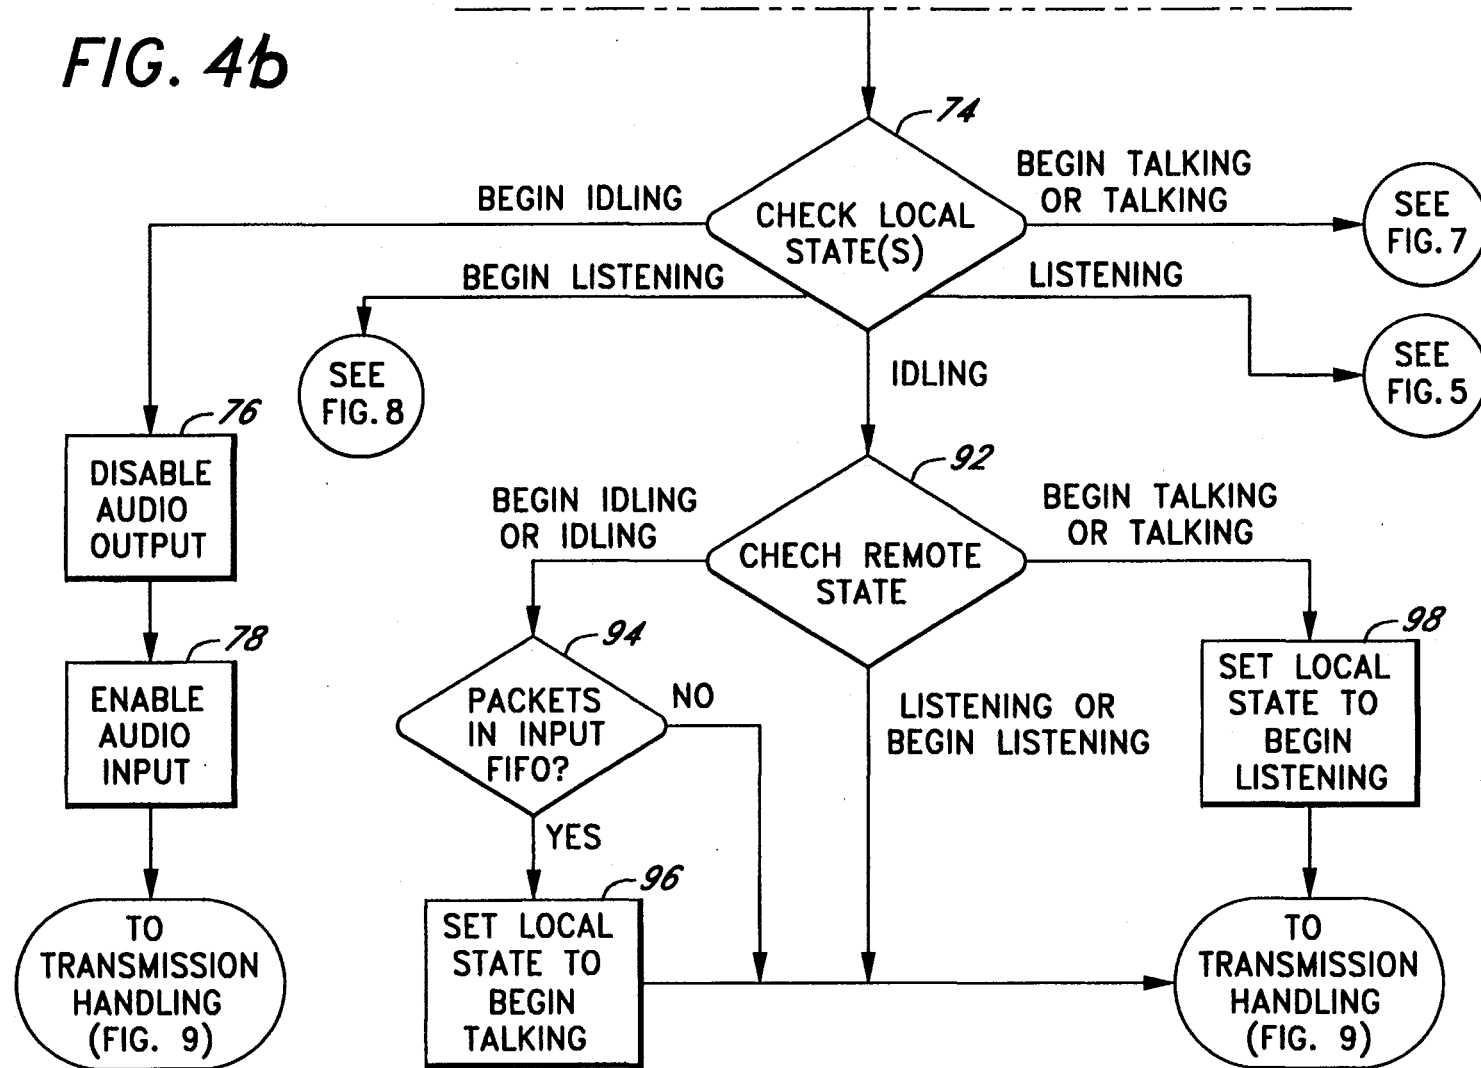 FIG. 4b
74
BEGIN IDLING
CHECK LOCAL
STATE(S)
BEGIN TALKING
OR TALKING
SEE
FIG. 7
BEGIN LISTENING
LISTENING
SEE
FIG. 8
IDLING
SEE
FIG. 5
76
DISABLE
AUDIO
OUTPUT
92
BEGIN IDLING
OR IDLING
CHECH REMOTE
STATE
BEGIN TALKING
OR TALKING
78
ENABLE
AUDIO
INPUT
94
PACKETS
IN INPUT
FIFO?
NO
YES
LISTENING OR
BEGIN LISTENING
98
SET LOCAL
STATE TO
BEGIN
LISTENING
TO
TRANSMISSION
HANDLING
(FIG. 9)
96
SET LOCAL
STATE TO
BEGIN
TALKING
TO
TRANSMISSION
HANDLING
(FIG. 9)